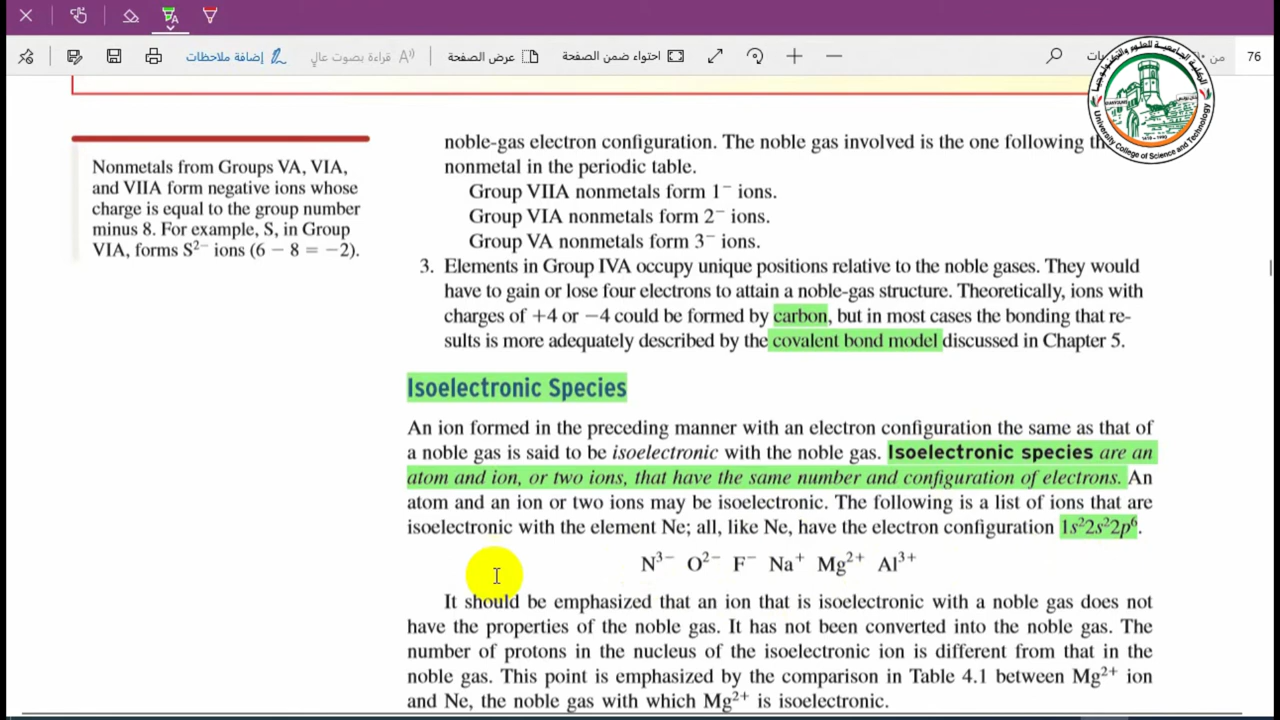 إضافة ملاحظات
قراءة بصوت عالٍ
عرض الصفحة
احتواء ضمن الصفحة
من
76
University College of Science and Technology
noble-gas electron configuration. The noble gas involved is the one following
nonmetal in the periodic table.
Group VIIA nonmetals form 1⁻ ions.
Group VIA nonmetals form 2⁻ ions.
Group VA nonmetals form 3⁻ ions.
Nonmetals from Groups VA, VIA,
and VIIA form negative ions whose
charge is equal to the group number
minus 8. For example, S, in Group
VIA, forms S²⁻ ions (6 − 8 = −2).
3. Elements in Group IVA occupy unique positions relative to the noble gases. They would
have to gain or lose four electrons to attain a noble-gas structure. Theoretically, ions with
charges of +4 or −4 could be formed by carbon, but in most cases the bonding that re-
sults is more adequately described by the covalent bond model discussed in Chapter 5.
Isoelectronic Species
An ion formed in the preceding manner with an electron configuration the same as that of
a noble gas is said to be isoelectronic with the noble gas. Isoelectronic species are an
atom and ion, or two ions, that have the same number and configuration of electrons. An
atom and an ion or two ions may be isoelectronic. The following is a list of ions that are
isoelectronic with the element Ne; all, like Ne, have the electron configuration 1s²2s²2p⁶.
N³⁻ O²⁻ F⁻ Na⁺ Mg²⁺ Al³⁺
It should be emphasized that an ion that is isoelectronic with a noble gas does not
have the properties of the noble gas. It has not been converted into the noble gas. The
number of protons in the nucleus of the isoelectronic ion is different from that in the
noble gas. This point is emphasized by the comparison in Table 4.1 between Mg²⁺ ion
and Ne, the noble gas with which Mg²⁺ is isoelectronic.